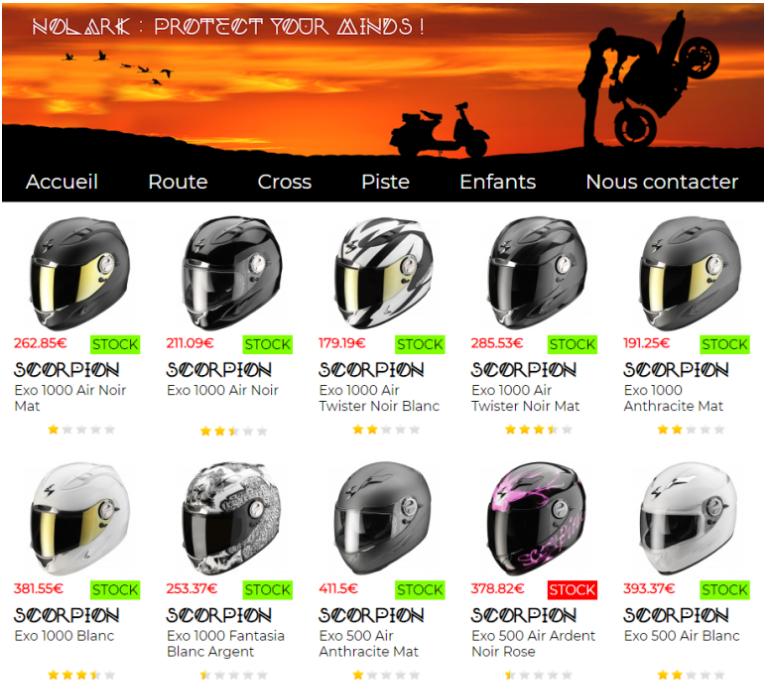 NOLARK : PROTECT YOUR MINDS !
Accueil Route Cross Piste Enfants Nous contacter
262.85€ STOCK 211.09€ STOCK 179.19€ STOCK 285.53€ STOCK 191.25€ STOCK
SCORPION SCORPION SCORPION SCORPION SCORPION
Exo 1000 Air Noir Exo 1000 Air Noir Exo 1000 Air Exo 1000 Air Exo 1000
Mat Twister Noir Blanc Twister Noir Mat Anthracite Mat
381.55€ STOCK 253.37€ STOCK 411.5€ STOCK 378.82€ STOCK 393.37€ STOCK
SCORPION SCORPION SCORPION SCORPION SCORPION
Exo 1000 Blanc Exo 1000 Fantasia Exo 500 Air Exo 500 Air Ardent Exo 500 Air Blanc
Blanc Argent Anthracite Mat Noir Rose